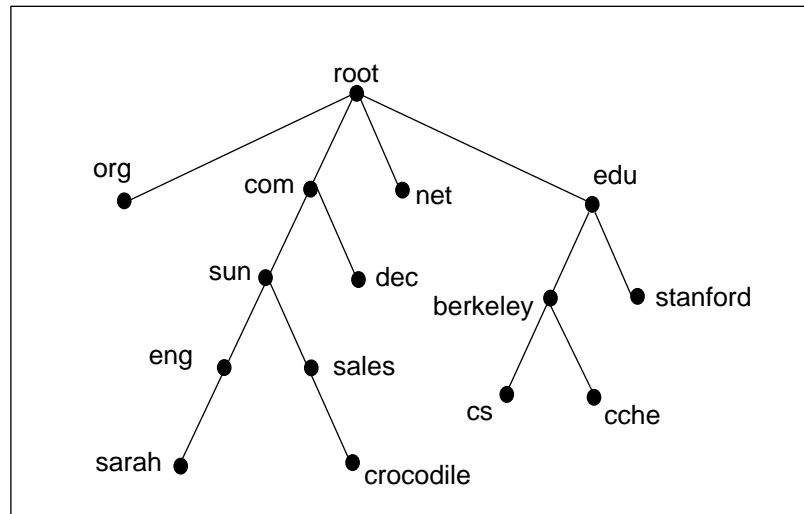 root
org
com
net
edu
sun
dec
berkeley
stanford
eng
sales
cs
cche
sarah
crocodile